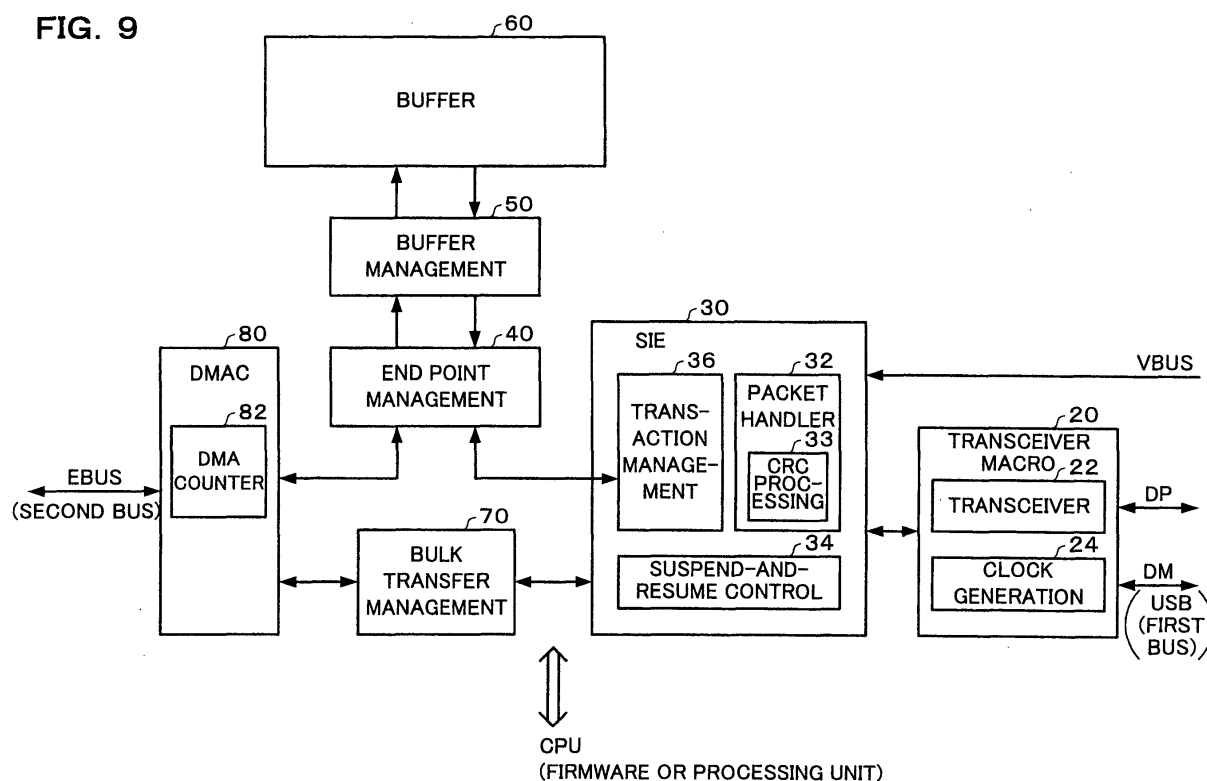 FIG. 9
60
BUFFER
50
BUFFER
MANAGEMENT
40
END POINT
MANAGEMENT
80
DMAC
82
DMA
COUNTER
EBUS
(SECOND BUS)
70
BULK
TRANSFER
MANAGEMENT
30
SIE
36
TRANS-
ACTION
MANAGE-
MENT
32
PACKET
HANDLER
33
CRC
PROC-
ESSING
34
SUSPEND-AND-
RESUME CONTROL
VBUS
20
TRANSCEIVER
MACRO
22
TRANSCEIVER
24
CLOCK
GENERATION
DP
DM
(USB
(FIRST
BUS))
CPU
(FIRMWARE OR PROCESSING UNIT)